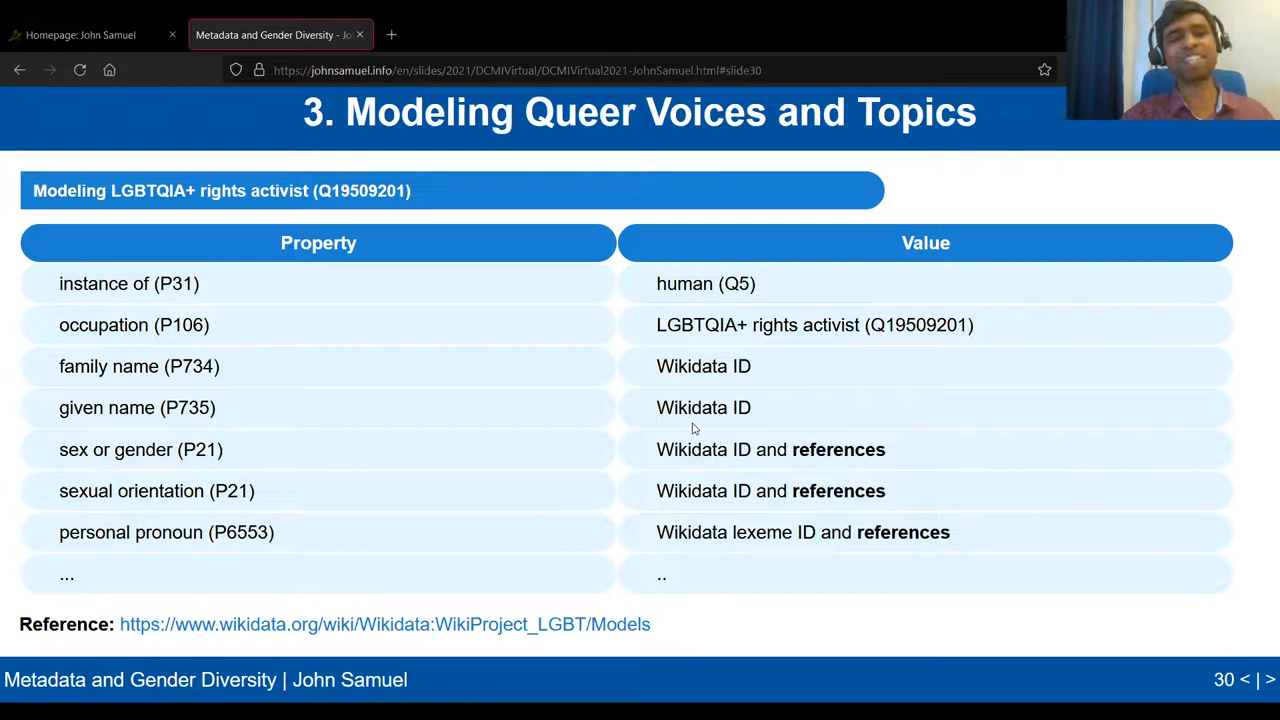 Homepage: John Samuel
Metadata and Gender Diversity - Jo
https://johnsamuel.info/en/slides/2021/DCMIVirtual/DCMIVirtual2021-JohnSamuel.html#slide30
3. Modeling Queer Voices and Topics
Modeling LGBTQIA+ rights activist (Q19509201)
Property Value
instance of (P31) human (Q5)
occupation (P106) LGBTQIA+ rights activist (Q19509201)
family name (P734) Wikidata ID
given name (P735) Wikidata ID
sex or gender (P21) Wikidata ID and references
sexual orientation (P21) Wikidata ID and references
personal pronoun (P6553) Wikidata lexeme ID and references
... ..
Reference: https://www.wikidata.org/wiki/Wikidata:WikiProject_LGBT/Models
Metadata and Gender Diversity | John Samuel 30 < | >